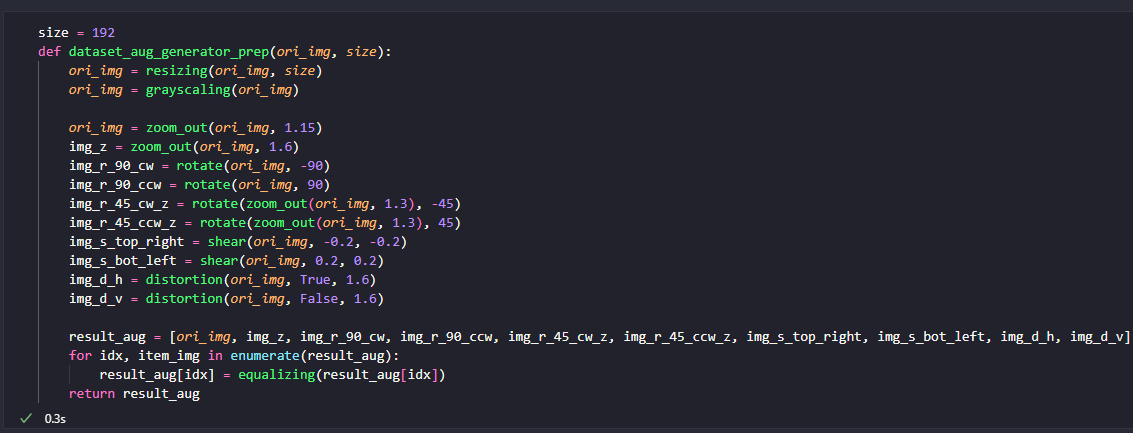 size = 192
def dataset_aug_generator_prep(ori_img, size):
    ori_img = resizing(ori_img, size)
    ori_img = grayscaling(ori_img)

    ori_img = zoom_out(ori_img, 1.15)
    img_z = zoom_out(ori_img, 1.6)
    img_r_90_cw = rotate(ori_img, -90)
    img_r_90_ccw = rotate(ori_img, 90)
    img_r_45_cw_z = rotate(zoom_out(ori_img, 1.3), -45)
    img_r_45_ccw_z = rotate(zoom_out(ori_img, 1.3), 45)
    img_s_top_right = shear(ori_img, -0.2, -0.2)
    img_s_bot_left = shear(ori_img, 0.2, 0.2)
    img_d_h = distortion(ori_img, True, 1.6)
    img_d_v = distortion(ori_img, False, 1.6)

    result_aug = [ori_img, img_z, img_r_90_cw, img_r_90_ccw, img_r_45_cw_z, img_r_45_ccw_z, img_s_top_right, img_s_bot_left, img_d_h, img_d_v]
    for idx, item_img in enumerate(result_aug):
        result_aug[idx] = equalizing(result_aug[idx])
    return result_aug
✓ 0.3s